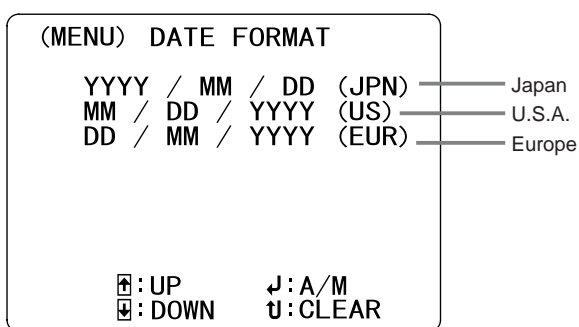 (MENU) DATE FORMAT
YYYY / MM / DD (JPN) Japan
MM / DD / YYYY (US) U.S.A.
DD / MM / YYYY (EUR) Europe
↑:UP ↲:A/M
↓:DOWN ⮌:CLEAR